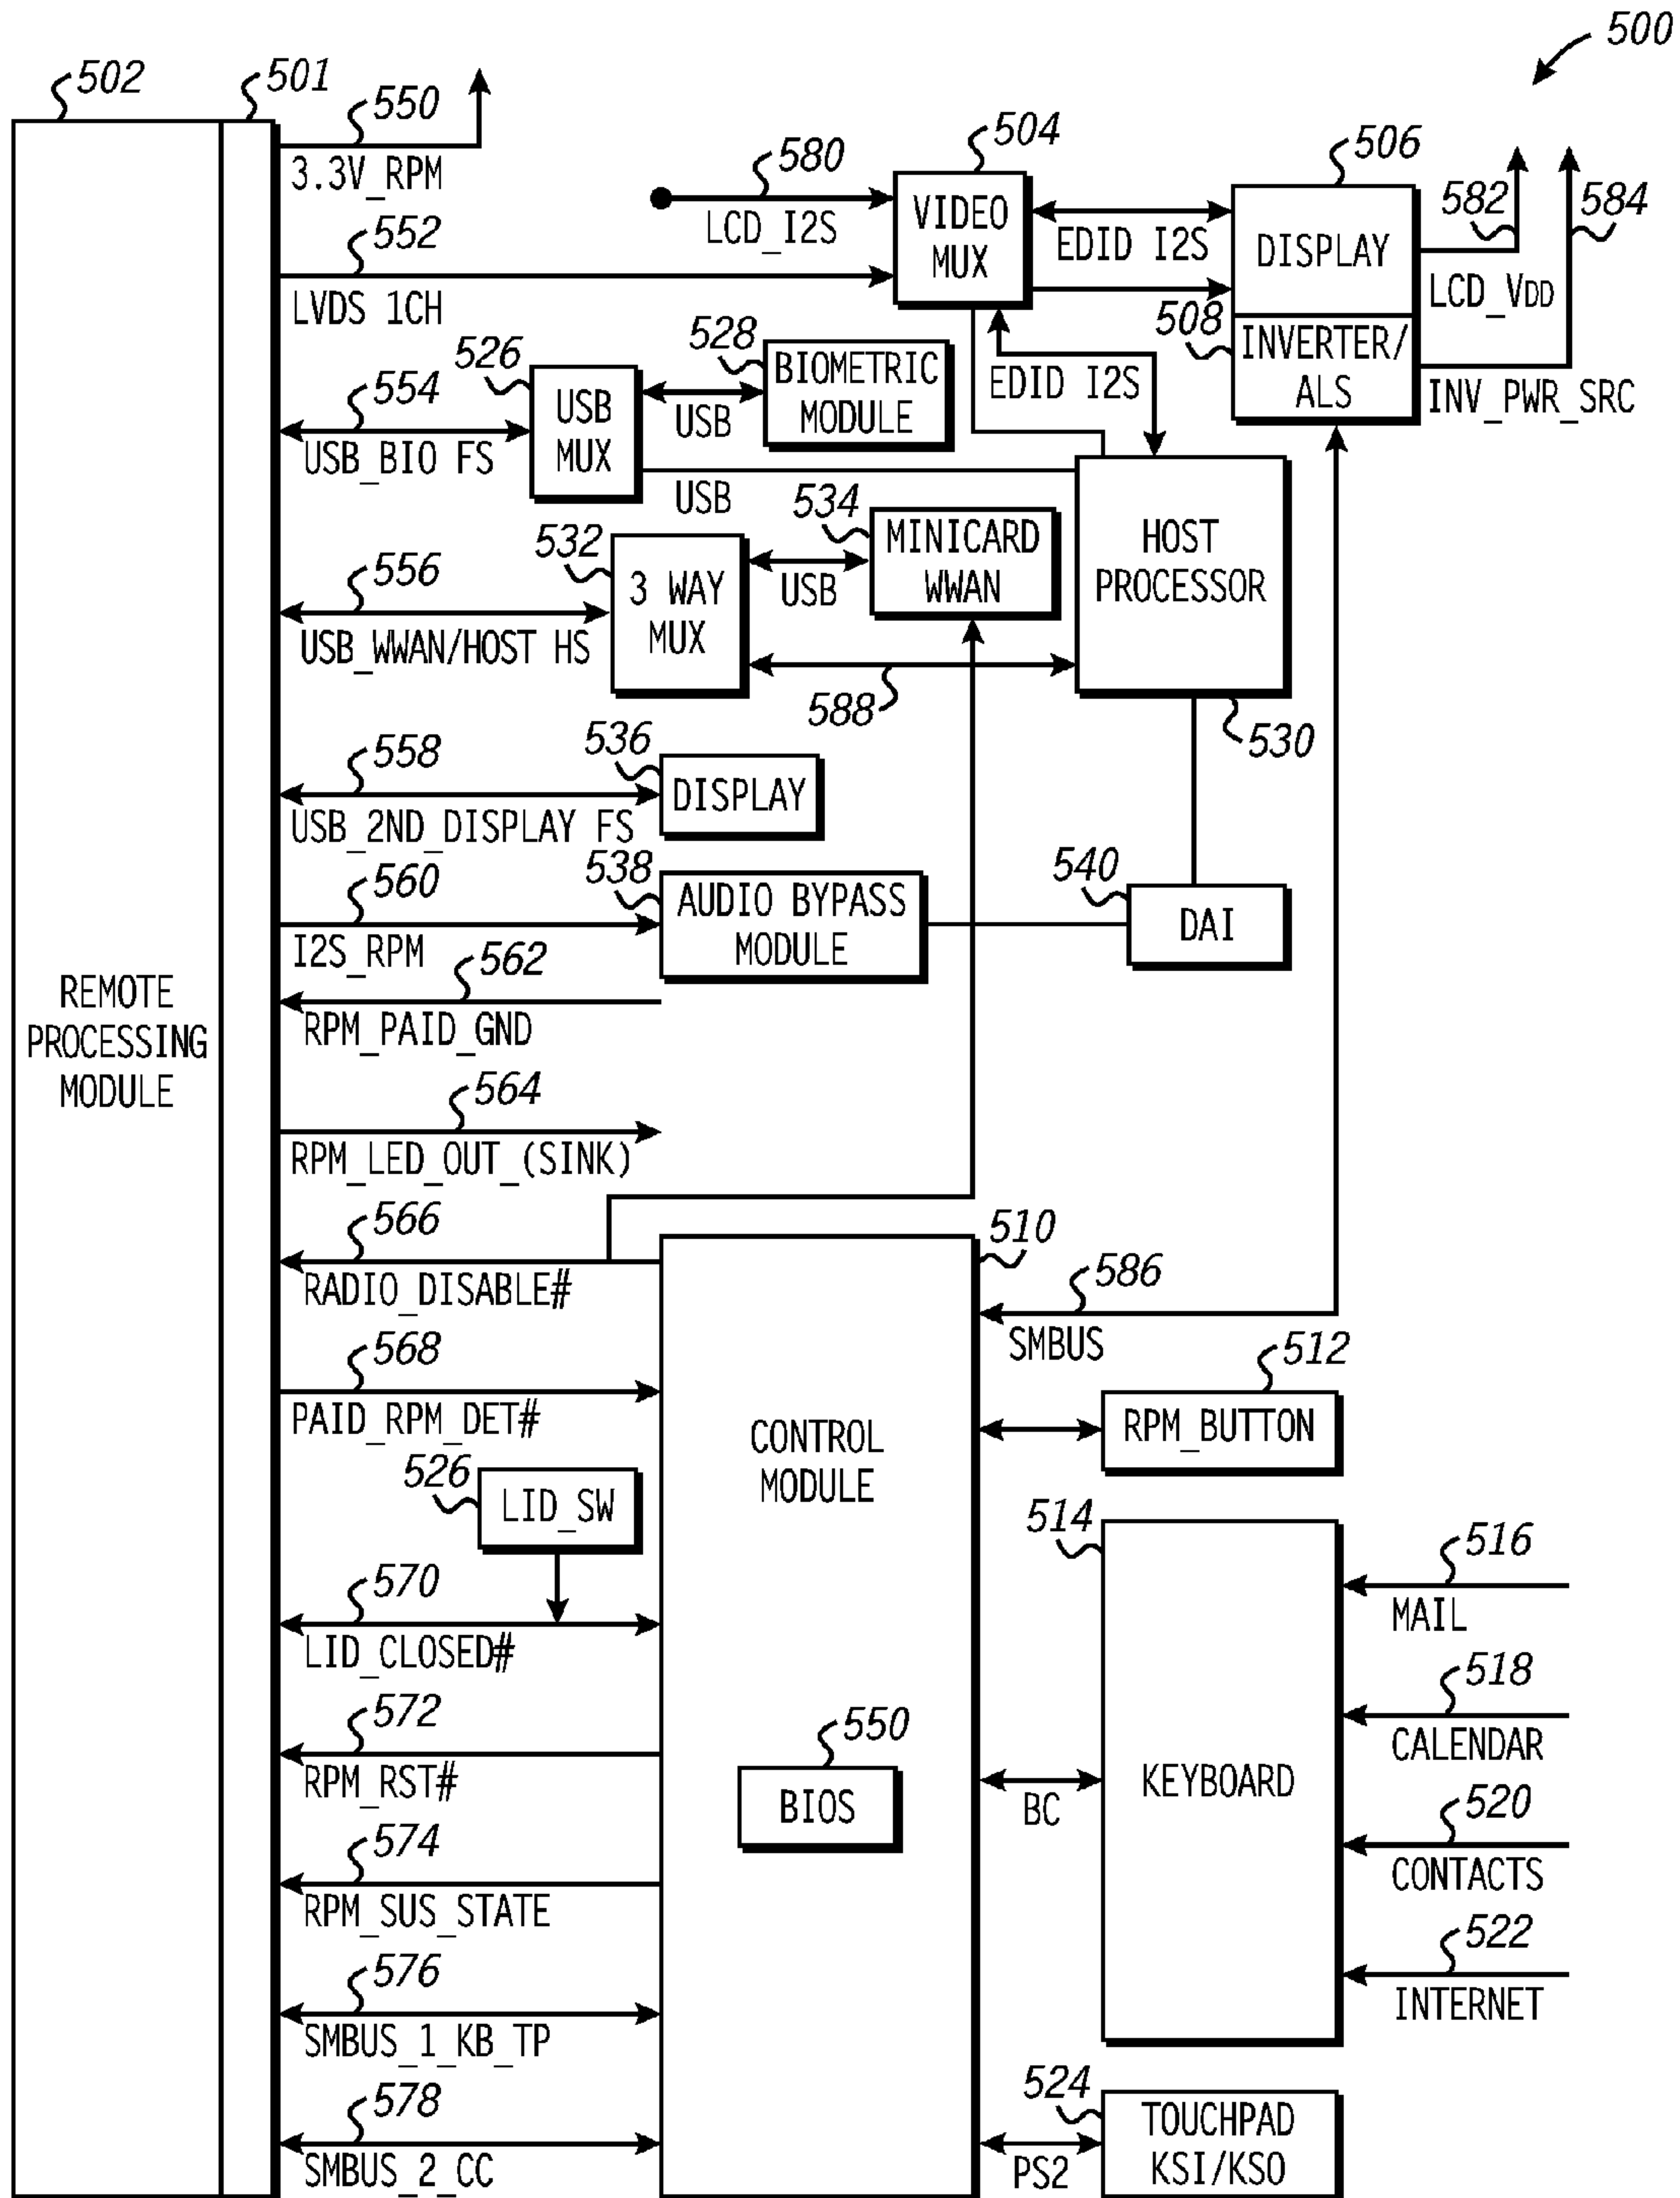 500
502
501
550
3.3V_RPM
580
LCD_I2S
504
VIDEO
MUX
EDID I2S
506
DISPLAY
582
584
LCD_VDD
552
LVDS 1CH
508
INVERTER/
ALS
INV_PWR_SRC
EDID I2S
526
USB
MUX
528
BIOMETRIC
MODULE
USB
554
USB_BIO FS
USB
534
MINICARD
WWAN
HOST
PROCESSOR
532
3 WAY
MUX
USB
556
USB_WWAN/HOST HS
588
530
558
USB_2ND_DISPLAY FS
536
DISPLAY
560
I2S_RPM
538
AUDIO BYPASS
MODULE
540
DAI
562
RPM_PAID_GND
REMOTE
PROCESSING
MODULE
564
RPM_LED_OUT_(SINK)
566
RADIO_DISABLE#
510
586
SMBUS
568
PAID_RPM_DET#
512
RPM_BUTTON
CONTROL
MODULE
526
LID_SW
514
516
MAIL
570
LID_CLOSED#
518
CALENDAR
572
RPM_RST#
550
BIOS
BC
KEYBOARD
520
CONTACTS
574
RPM_SUS_STATE
522
INTERNET
576
SMBUS_1_KB_TP
578
SMBUS_2_CC
524
PS2
TOUCHPAD
KSI/KSO